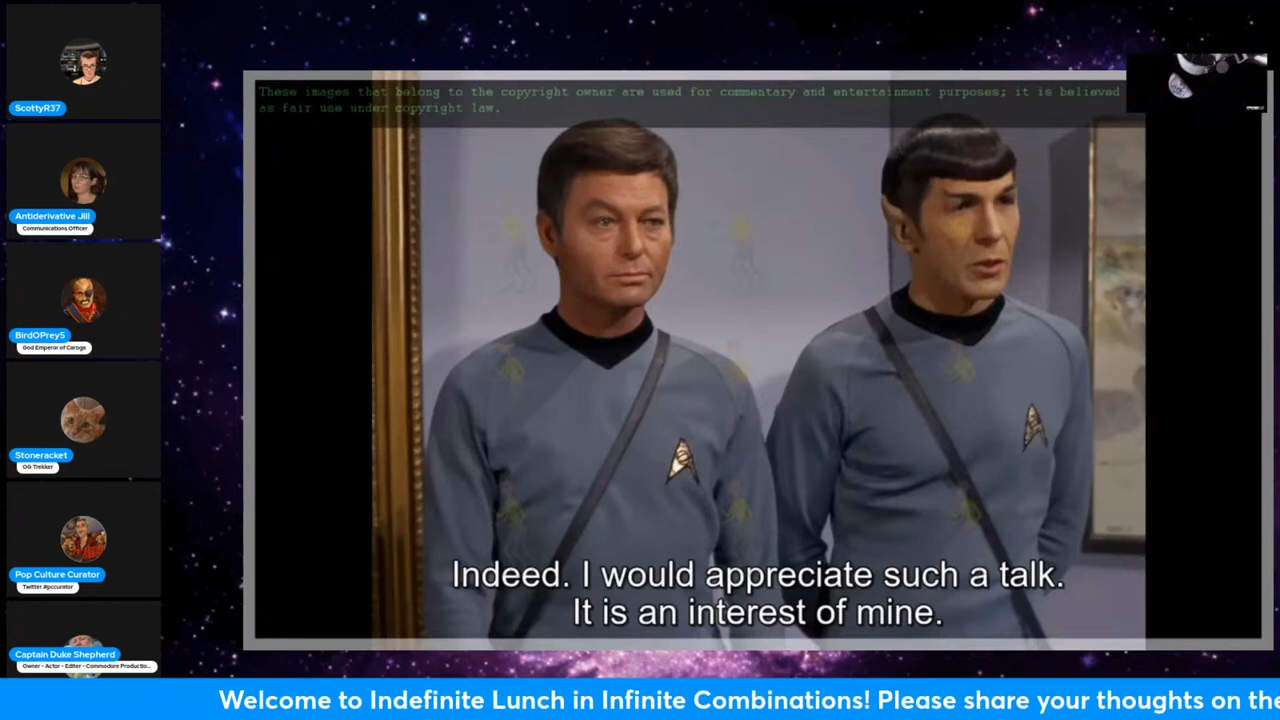 ScottyR37
Antiderivative Jill
Communications Officer
BirdOPrey5
God Emperor of Carogs
Stoneracket
OG Trekker
Pop Culture Curator
Twitter #pccurator
Captain Duke Shepherd
Owner - Actor - Editer - Commodore Productio...
These images that belong to the copyright owner are used for commentary and entertainment purposes; it is believed
as fair use under copyright law.
Indeed. I would appreciate such a talk.
It is an interest of mine.
Welcome to Indefinite Lunch in Infinite Combinations! Please share your thoughts on the